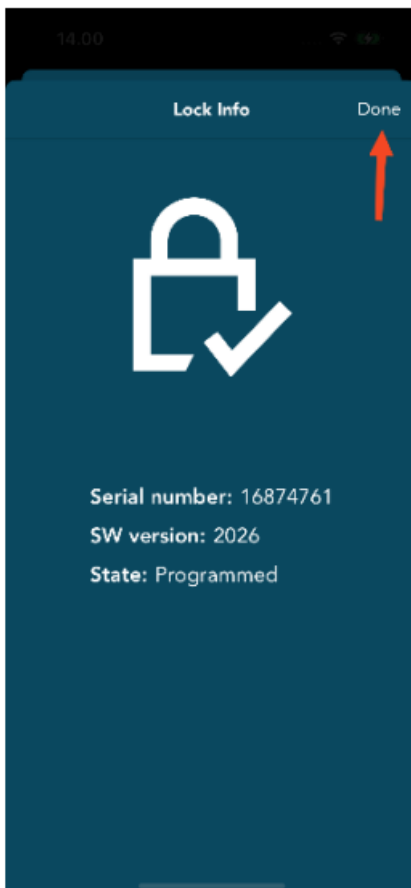 14.00
Lock Info
Done
Serial number: 16874761
SW version: 2026
State: Programmed